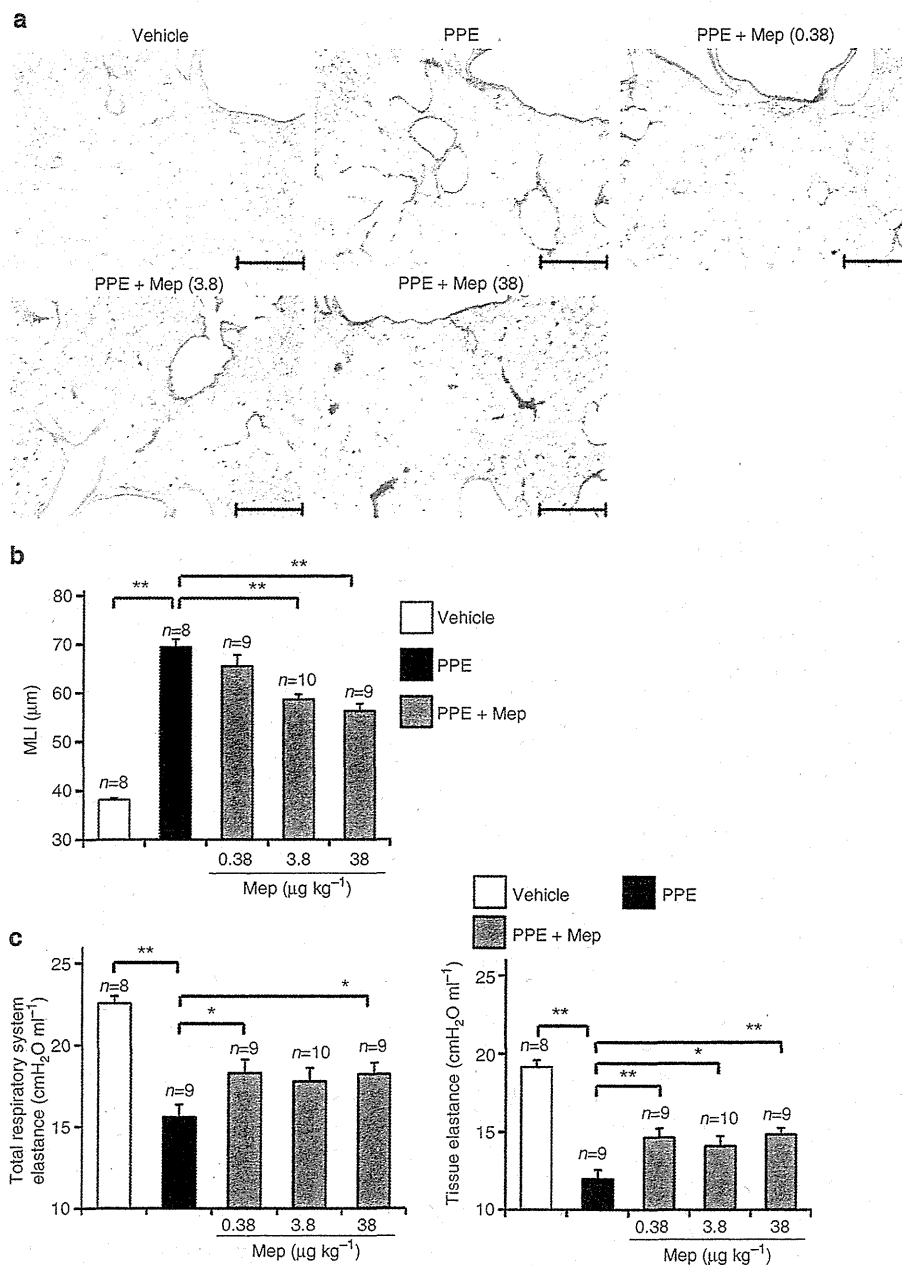 a
Vehicle
PPE
PPE + Mep (0.38)
PPE + Mep (3.8)
PPE + Mep (38)
b
80
70
60
50
40
30
MLI (μm)
**
**
**
n=8
n=8
n=9
n=10
n=9
0.38
3.8
38
Mep (μg kg⁻¹)
Vehicle
PPE
PPE + Mep
Vehicle
PPE
PPE + Mep
c
25
20
15
10
Total respiratory system
elastance (cmH₂O ml⁻¹)
**
*
*
n=8
n=9
n=9
n=10
n=9
0.38
3.8
38
Mep (μg kg⁻¹)
25
20
15
10
Tissue elastance (cmH₂O ml⁻¹)
**
**
*
**
n=8
n=9
n=9
n=10
n=9
0.38
3.8
38
Mep (μg kg⁻¹)